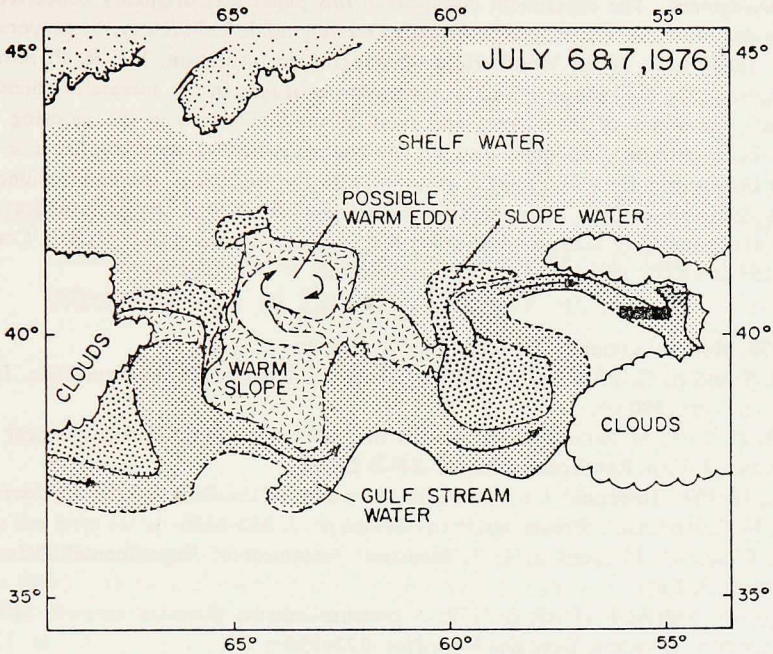 65° 60° 55°
45° 45°
JULY 6&7, 1976
SHELF WATER
POSSIBLE
WARM EDDY
SLOPE WATER
40° 40°
CLOUDS
WARM
SLOPE
CLOUDS
GULF STREAM
WATER
35° 35°
65° 60° 55°